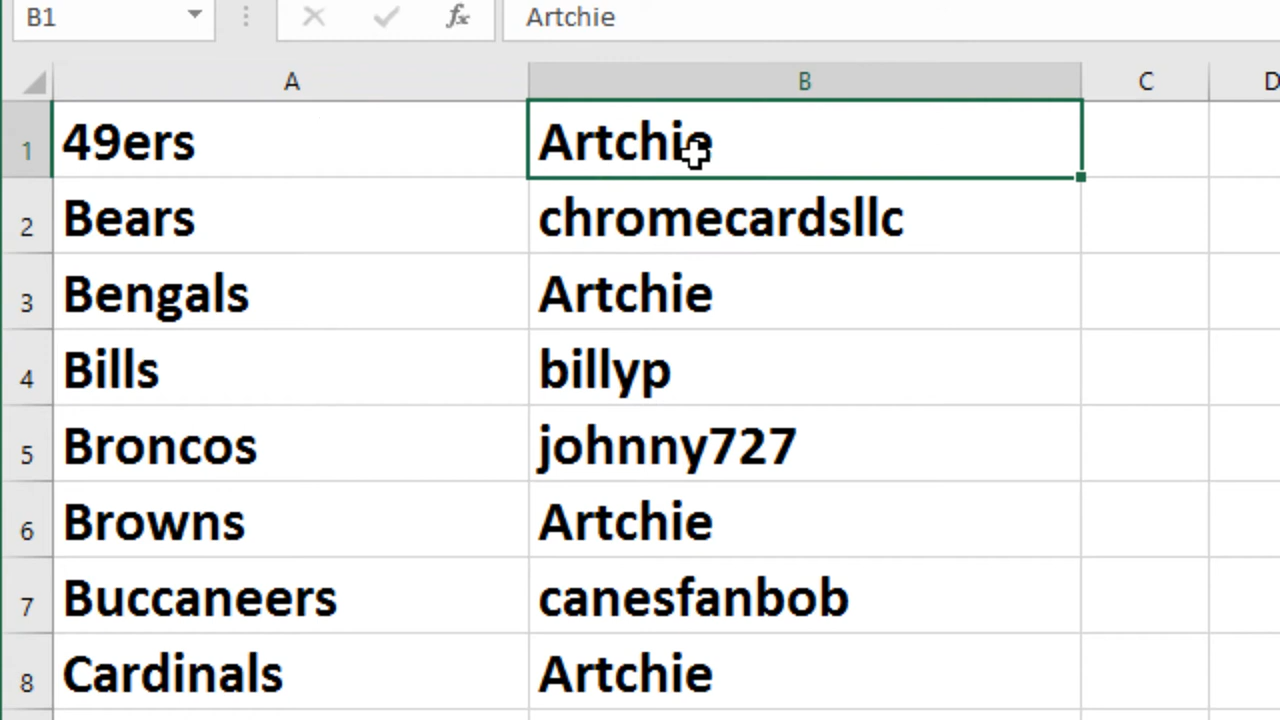 B1 fx Artchie
A B C D
1 49ers Artchie
2 Bears chromecardsllc
3 Bengals Artchie
4 Bills billyp
5 Broncos johnny727
6 Browns Artchie
7 Buccaneers canesfanbob
8 Cardinals Artchie